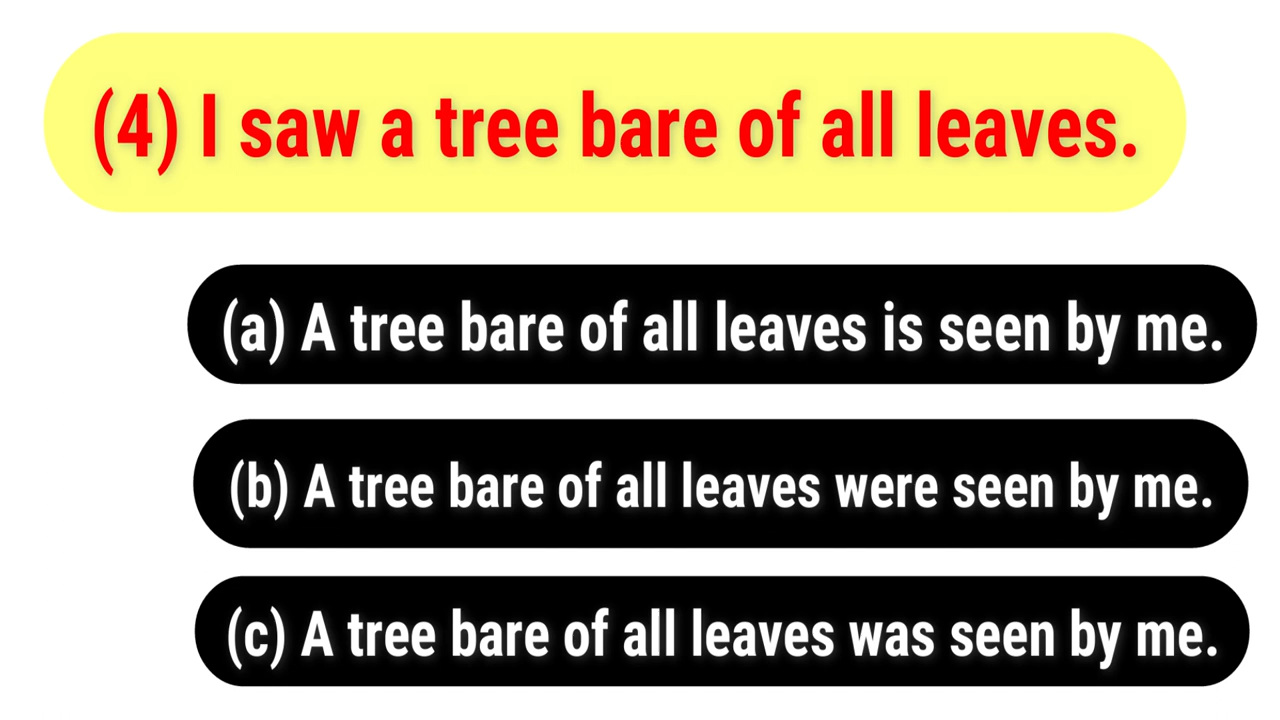 (4) I saw a tree bare of all leaves.
(a) A tree bare of all leaves is seen by me.
(b) A tree bare of all leaves were seen by me.
(c) A tree bare of all leaves was seen by me.